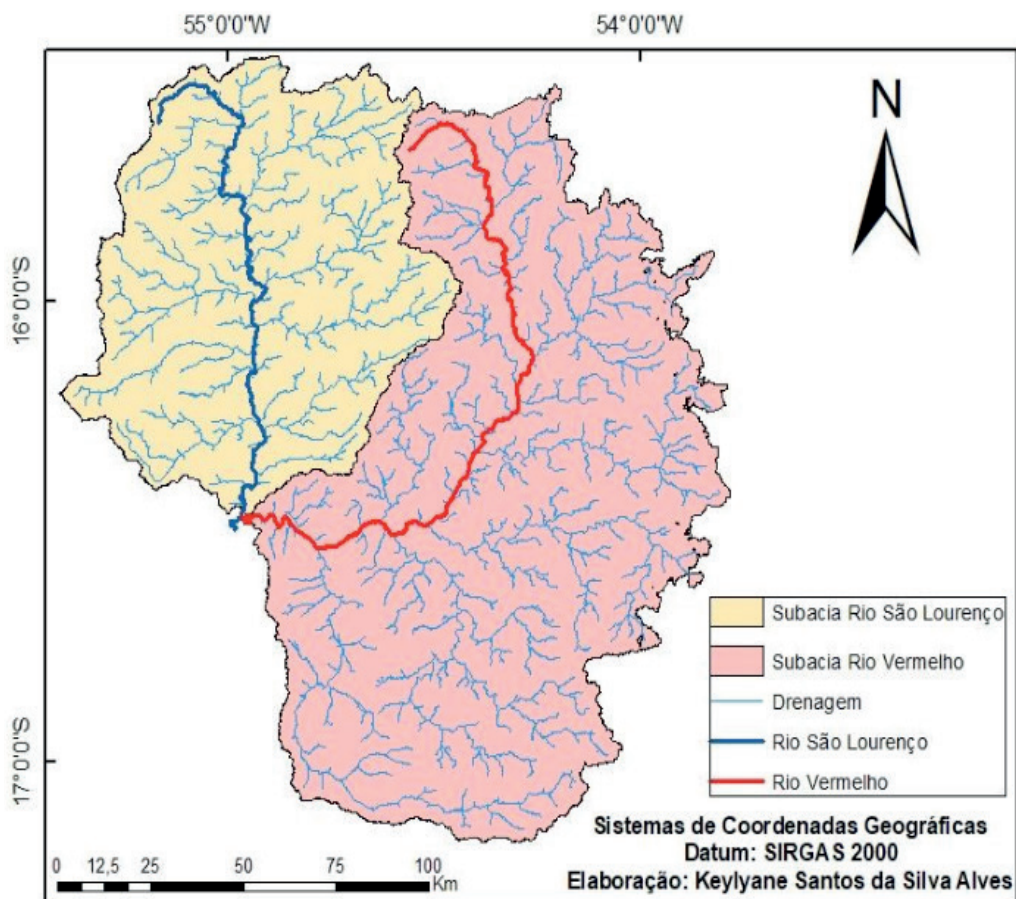 55°0'0"W
54°0'0"W
N
16°0'0"S
17°0'0"S
Subacia Rio São Lourenço
Subacia Rio Vermelho
Drenagem
Rio São Lourenço
Rio Vermelho
Sistemas de Coordenadas Geográficas
Datum: SIRGAS 2000
Elaboração: Keylyane Santos da Silva Alves
0 12,5 25 50 75 100
Km